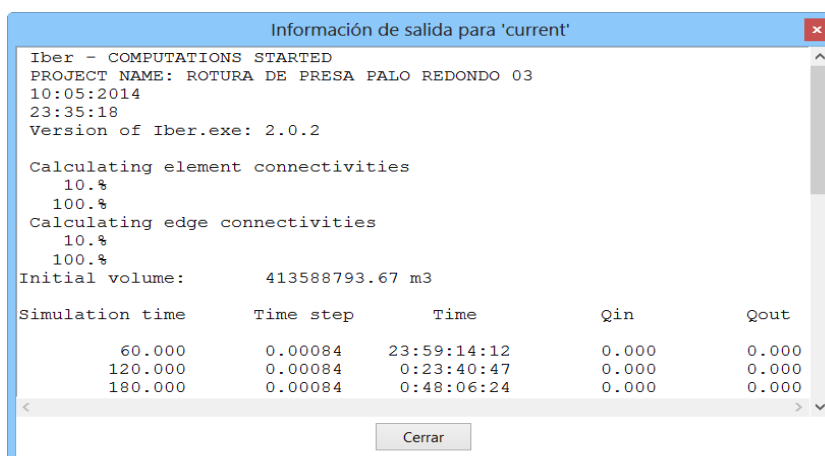 Información de salida para 'current'
Iber - COMPUTATIONS STARTED
PROJECT NAME: ROTURA DE PRESA PALO REDONDO 03
10:05:2014
23:35:18
Version of Iber.exe: 2.0.2
Calculating element connectivities
10.%
100.%
Calculating edge connectivities
10.%
100.%
Initial volume: 413588793.67 m3
Simulation time Time step Time Qin Qout
60.000 0.00084 23:59:14:12 0.000 0.000
120.000 0.00084 0:23:40:47 0.000 0.000
180.000 0.00084 0:48:06:24 0.000 0.000
Cerrar